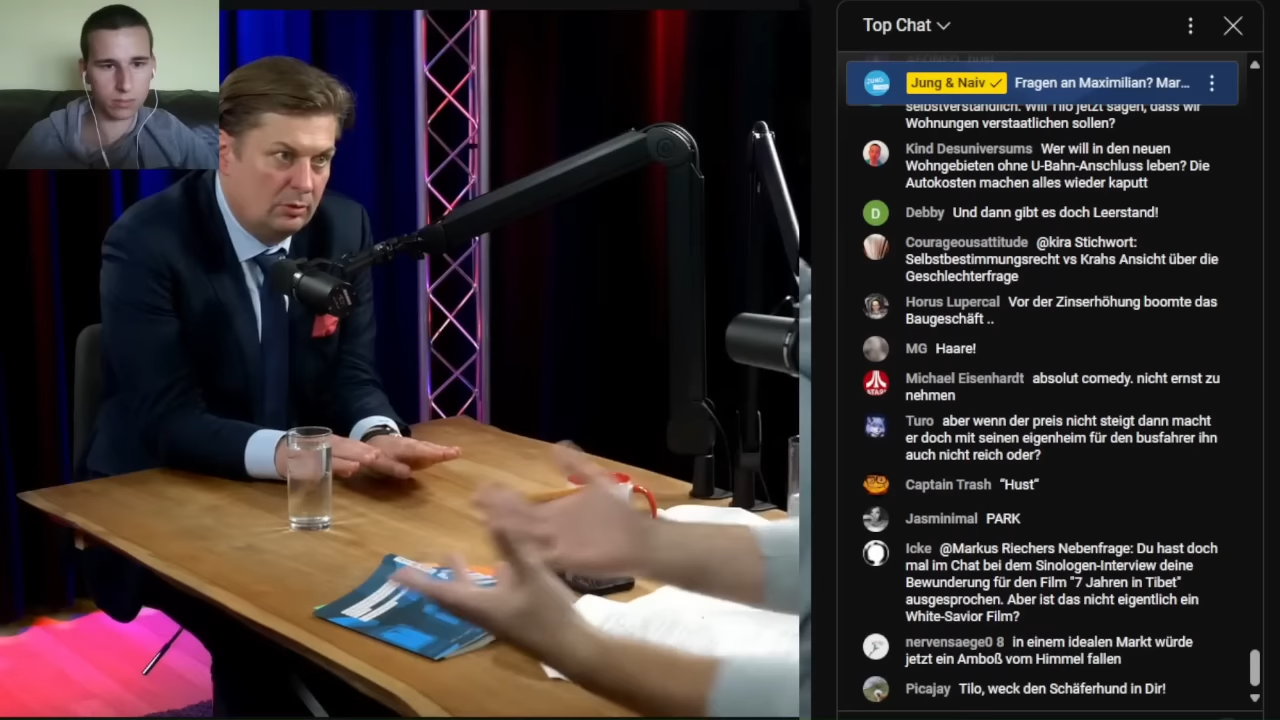 Top Chat
Jung & Naiv Fragen an Maximilian? Mar...
selbstverständlich. Will Tilo jetzt sagen, dass wir
Wohnungen verstaatlichen sollen?
Kind Desuniversums Wer will in den neuen
Wohngebieten ohne U-Bahn-Anschluss leben? Die
Autokosten machen alles wieder kaputt
D
Debby Und dann gibt es doch Leerstand!
Courageousattitude @kira Stichwort:
Selbstbestimmungsrecht vs Krahs Ansicht über die
Geschlechterfrage
Horus Lupercal Vor der Zinserhöhung boomte das
Baugeschäft ..
MG Haare!
Michael Eisenhardt absolut comedy. nicht ernst zu
nehmen
Turo aber wenn der preis nicht steigt dann macht
er doch mit seinen eigenheim für den busfahrer ihn
auch nicht reich oder?
Captain Trash “Hust“
Jasminimal PARK
Icke @Markus Riechers Nebenfrage: Du hast doch
mal im Chat bei dem Sinologen-Interview deine
Bewunderung für den Film "7 Jahren in Tibet"
ausgesprochen. Aber ist das nicht eigentlich ein
White-Savior Film?
nervensaege0 8 in einem idealen Markt würde
jetzt ein Amboß vom Himmel fallen
Picajay Tilo, weck den Schäferhund in Dir!